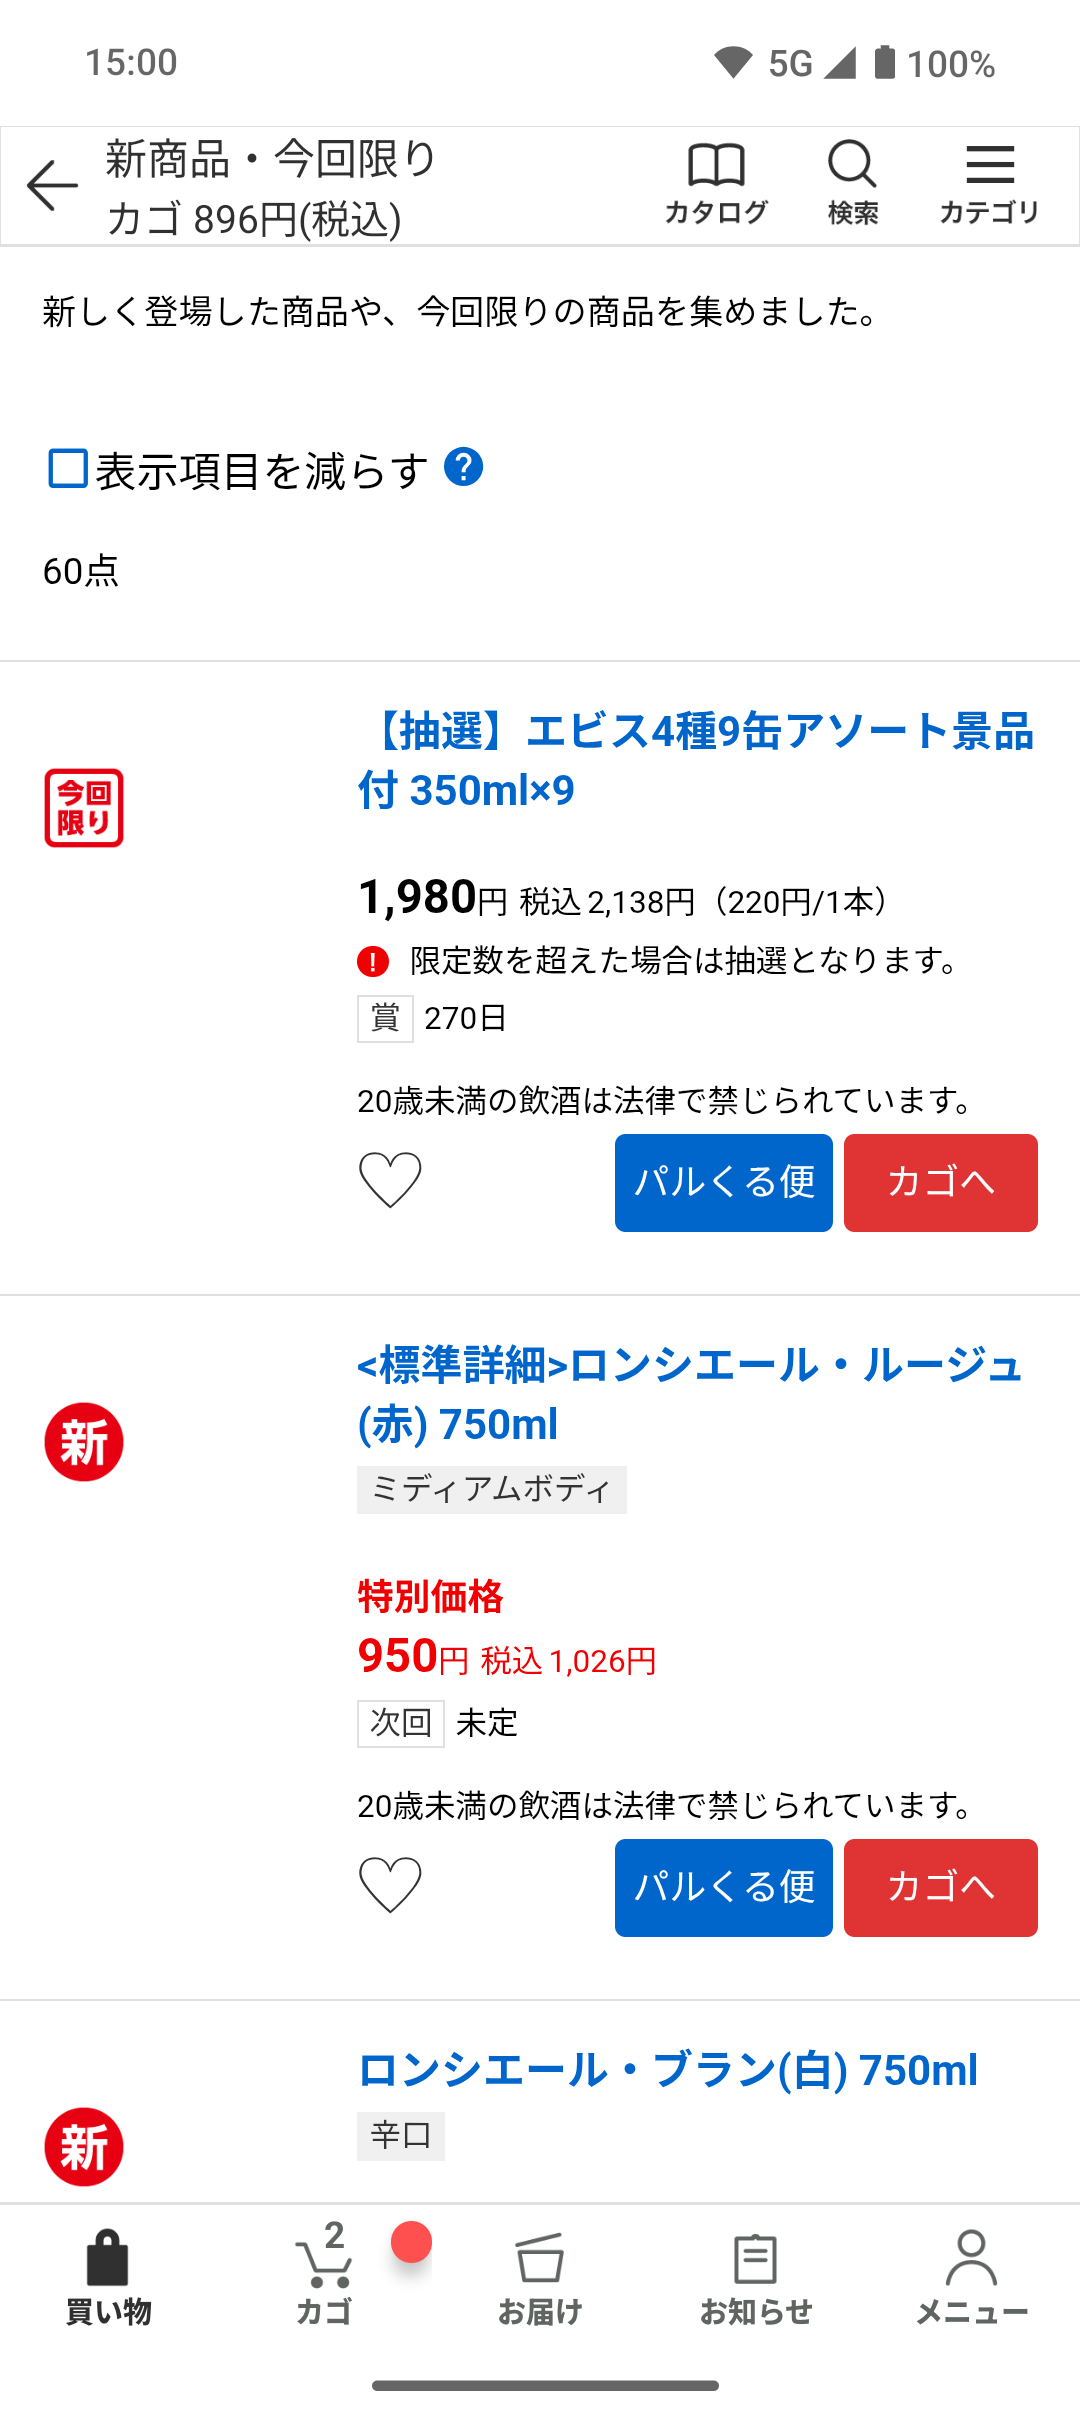 15:00
5G
100%
新商品・今回限り
カゴ 896円(税込)
カタログ
検索
カテゴリ
新しく登場した商品や、今回限りの商品を集めました。
表示項目を減らす ?
60点
今回
限り
【抽選】エビス4種9缶アソート景品
付 350ml×9
1,980円 税込 2,138円（220円/1本）
! 限定数を超えた場合は抽選となります。
賞 270日
20歳未満の飲酒は法律で禁じられています。
パルくる便
カゴへ
新
<標準詳細>ロンシエール・ルージュ
(赤) 750ml
ミディアムボディ
特別価格
950円 税込 1,026円
次回 未定
20歳未満の飲酒は法律で禁じられています。
パルくる便
カゴへ
新
ロンシエール・ブラン(白) 750ml
辛口
買い物
2
カゴ
お届け
お知らせ
メニュー